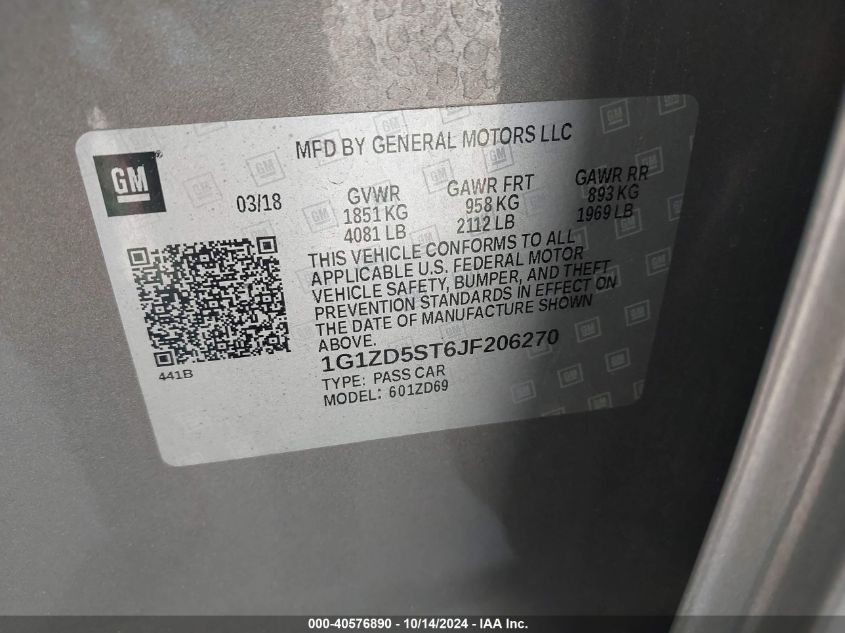 MFD BY GENERAL MOTORS LLC
GM
03/18
GVWR
1851 KG
4081 LB
GAWR FRT
958 KG
2112 LB
GAWR RR
893 KG
1969 LB
THIS VEHICLE CONFORMS TO ALL
APPLICABLE U.S. FEDERAL MOTOR
VEHICLE SAFETY, BUMPER, AND THEFT
PREVENTION STANDARDS IN EFFECT ON
THE DATE OF MANUFACTURE SHOWN
ABOVE.
1G1ZD5ST6JF206270
TYPE: PASS CAR
MODEL: 601ZD69
441B
000-40576890 - 10/14/2024 - IAA Inc.